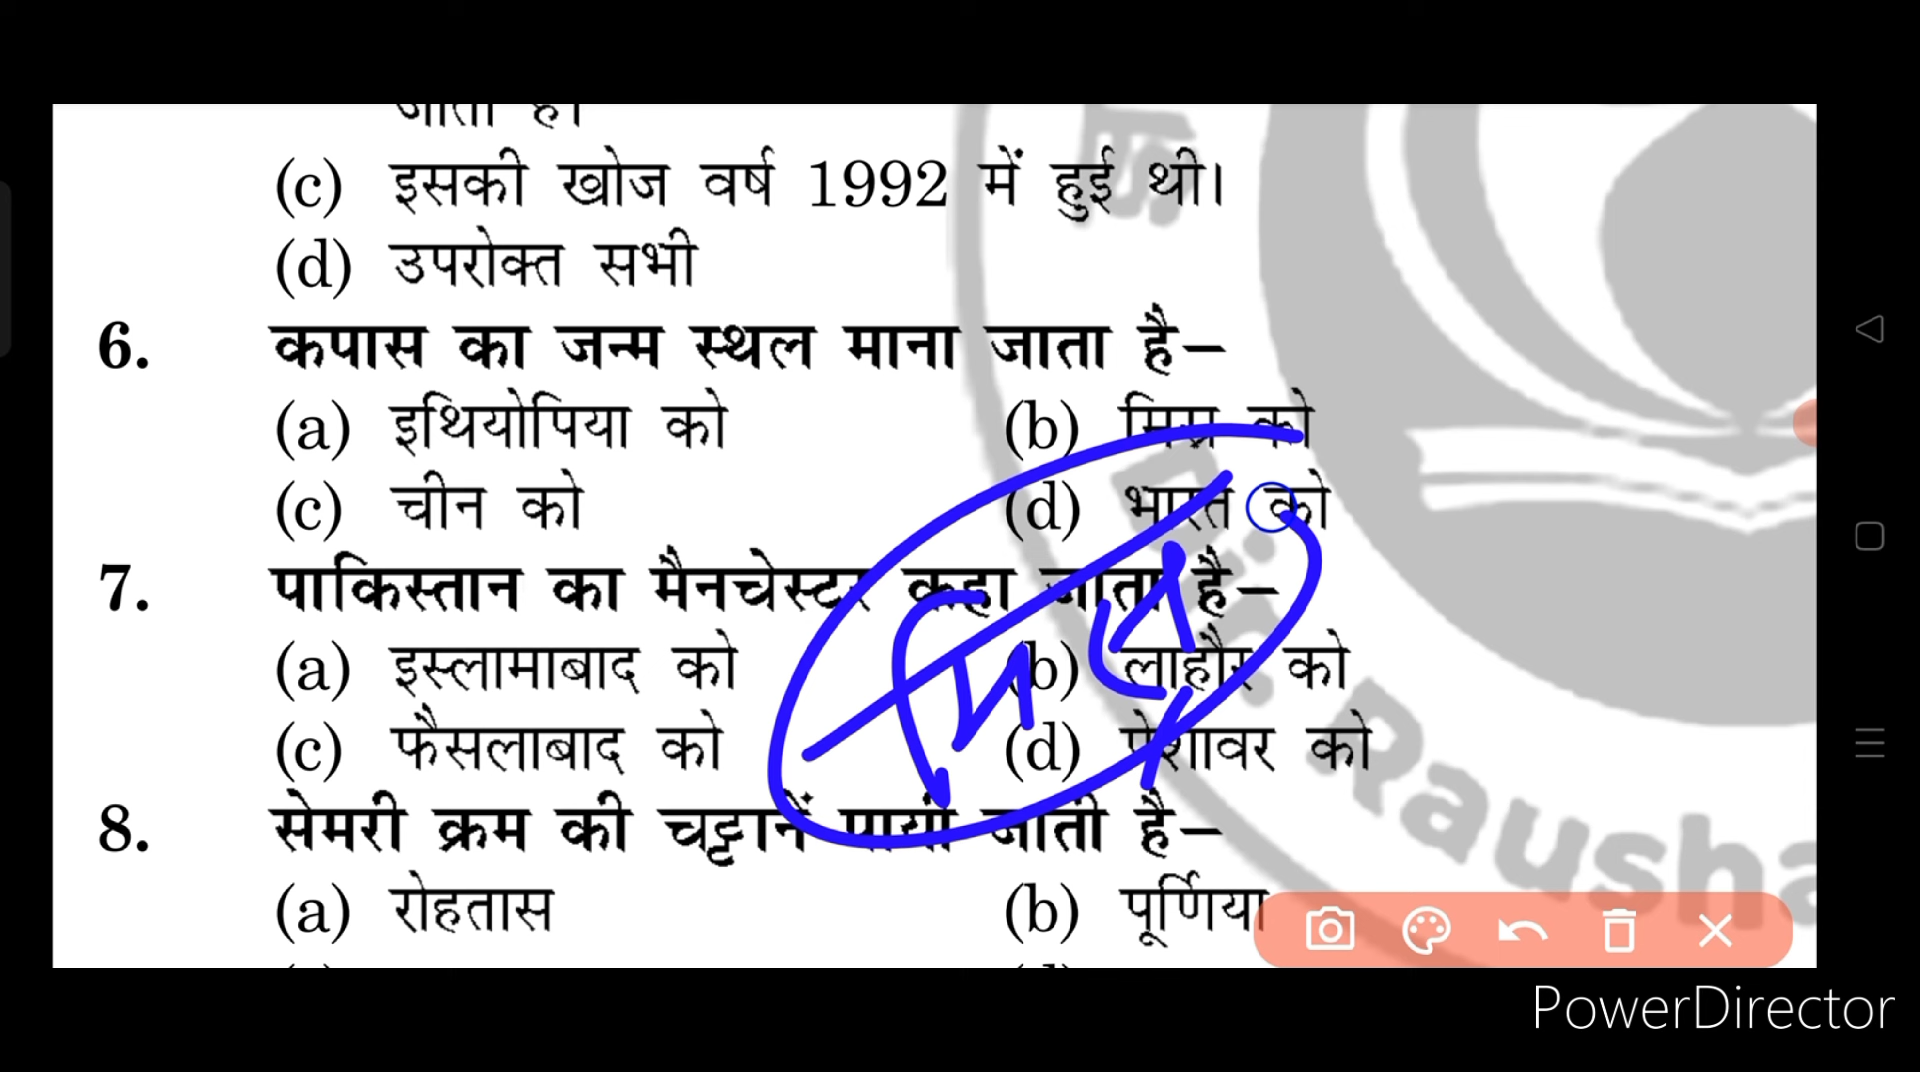 जाता है।
(c) इसकी खोज वर्ष 1992 में हुई थी।
(d) उपरोक्त सभी
6. कपास का जन्म स्थल माना जाता है–
(a) इथियोपिया को (b) मिस्र को
(c) चीन को (d) भारत को
7. पाकिस्तान का मैनचेस्टर कहा जाता है–
(a) इस्लामाबाद को (b) लाहौर को
(c) फैसलाबाद को (d) पेशावर को
8. सेमरी क्रम की चट्टानें पायी जाती है–
(a) रोहतास (b) पूर्णिया
Rausha
PowerDirector